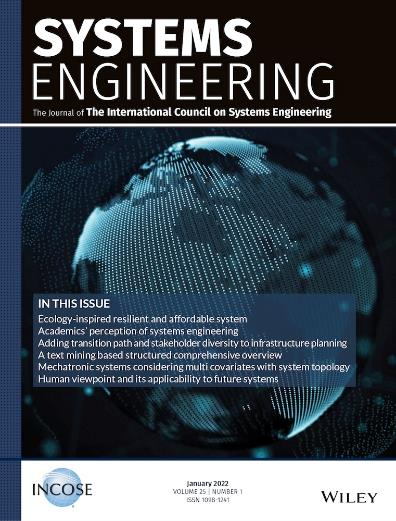 SYSTEMS
ENGINEERING
The Journal of The International Council on Systems Engineering
IN THIS ISSUE
Ecology-inspired resilient and affordable system
Academics' perception of systems engineering
Adding transition path and stakeholder diversity to infrastructure planning
A text mining based structured comprehensive overview
Mechatronic systems considering multi covariates with system topology
Human viewpoint and its applicability to future systems
INCOSE
January 2022
VOLUME 25 | NUMBER 1
ISSN 1098-1241
WILEY